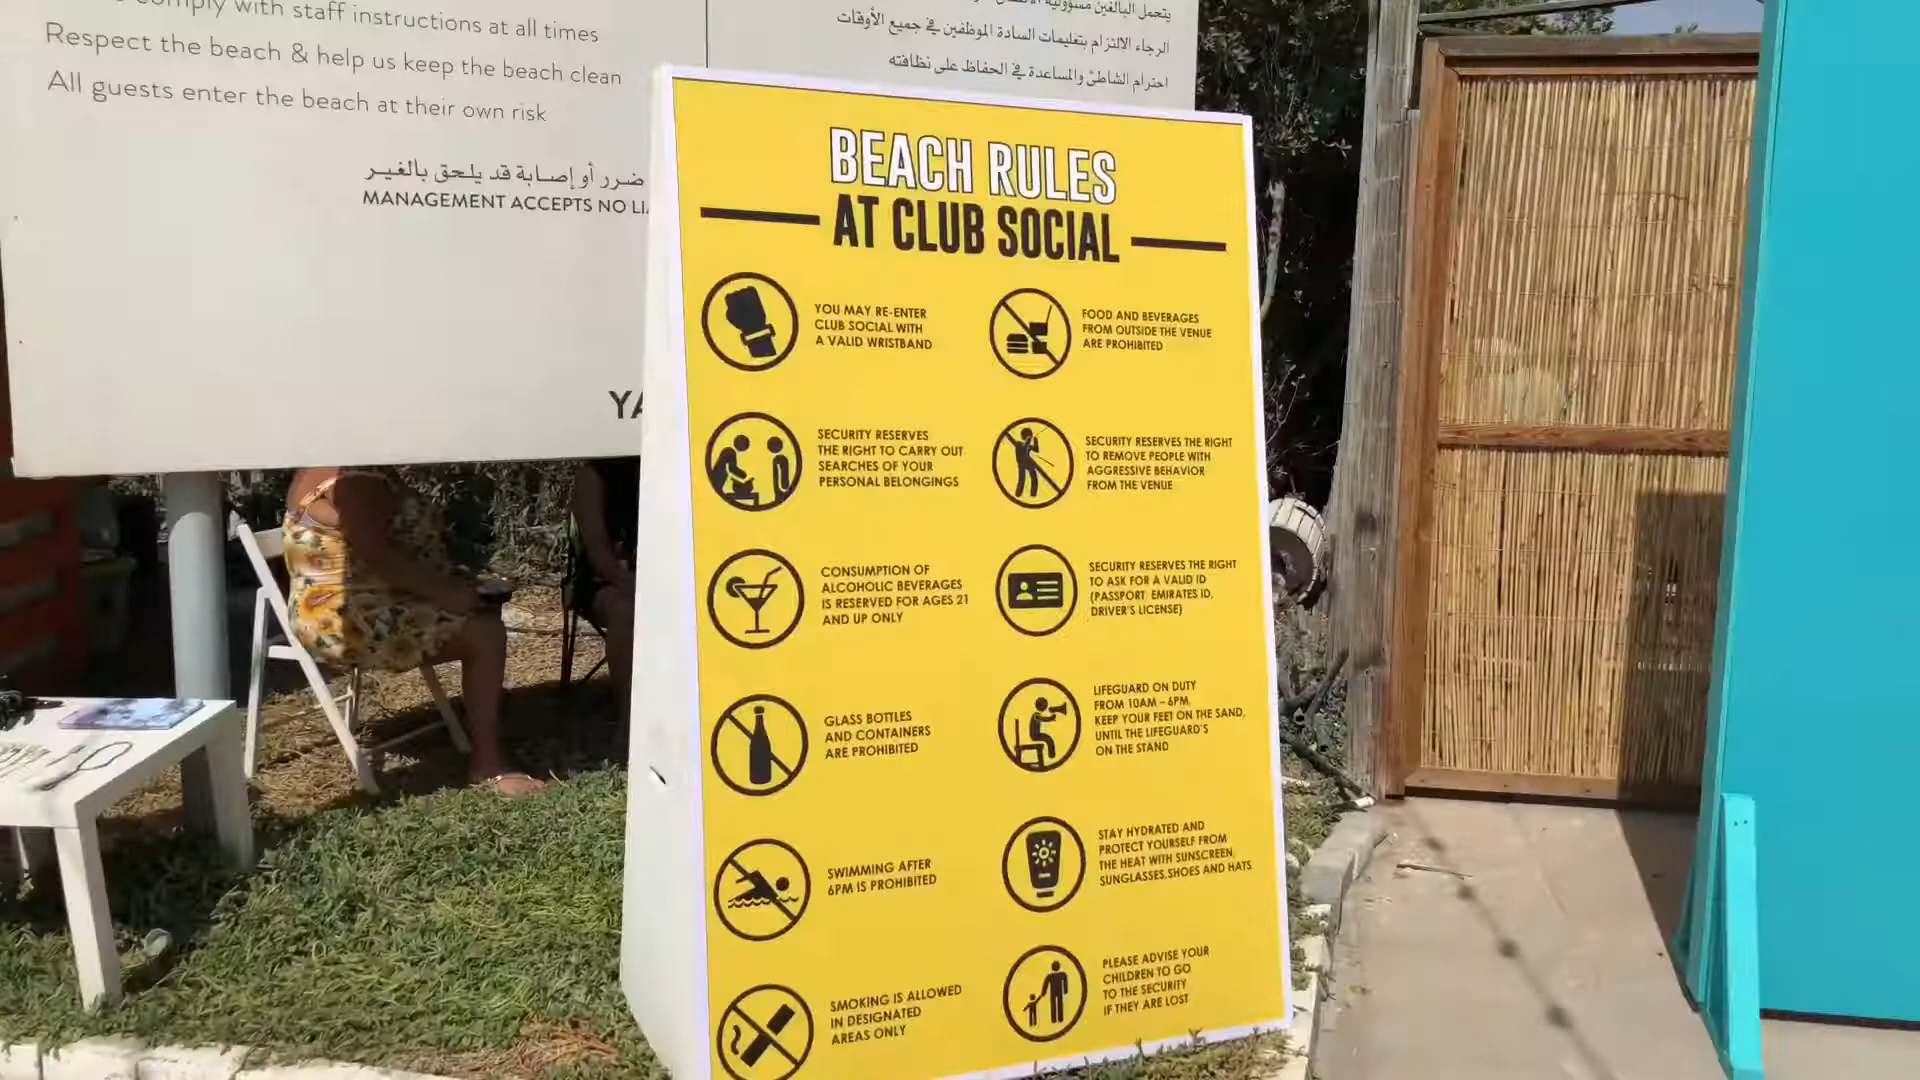 comply with staff instructions at all times
Respect the beach & help us keep the beach clean
All guests enter the beach at their own risk
يتحمل البالغين مسؤولية
الرجاء الالتزام بتعليمات السادة الموظفين في جميع الأوقات
احترام الشاطئ والمساعدة في الحفاظ على نظافته
ضرر أو إصابة قد يلحق بالغير
MANAGEMENT ACCEPTS NO
BEACH RULES
AT CLUB SOCIAL
YOU MAY RE-ENTER
CLUB SOCIAL WITH
A VALID WRISTBAND
FOOD AND BEVERAGES
FROM OUTSIDE THE VENUE
ARE PROHIBITED
SECURITY RESERVES
THE RIGHT TO CARRY OUT
SEARCHES OF YOUR
PERSONAL BELONGINGS
SECURITY RESERVES THE RIGHT
TO REMOVE PEOPLE WITH
AGGRESSIVE BEHAVIOR
FROM THE VENUE
CONSUMPTION OF
ALCOHOLIC BEVERAGES
IS RESERVED FOR AGES 21
AND UP ONLY
SECURITY RESERVES THE RIGHT
TO ASK FOR A VALID ID
(PASSPORT, EMIRATES ID,
DRIVER'S LICENSE)
GLASS BOTTLES
AND CONTAINERS
ARE PROHIBITED
LIFEGUARD ON DUTY
FROM 10AM – 6PM,
KEEP YOUR FEET ON THE SAND,
UNTIL THE LIFEGUARD'S
ON THE STAND
SWIMMING AFTER
6PM IS PROHIBITED
STAY HYDRATED AND
PROTECT YOURSELF FROM
THE HEAT WITH SUNSCREEN,
SUNGLASSES,SHOES AND HATS
SMOKING IS ALLOWED
IN DESIGNATED
AREAS ONLY
PLEASE ADVISE YOUR
CHILDREN TO GO
TO THE SECURITY
IF THEY ARE LOST